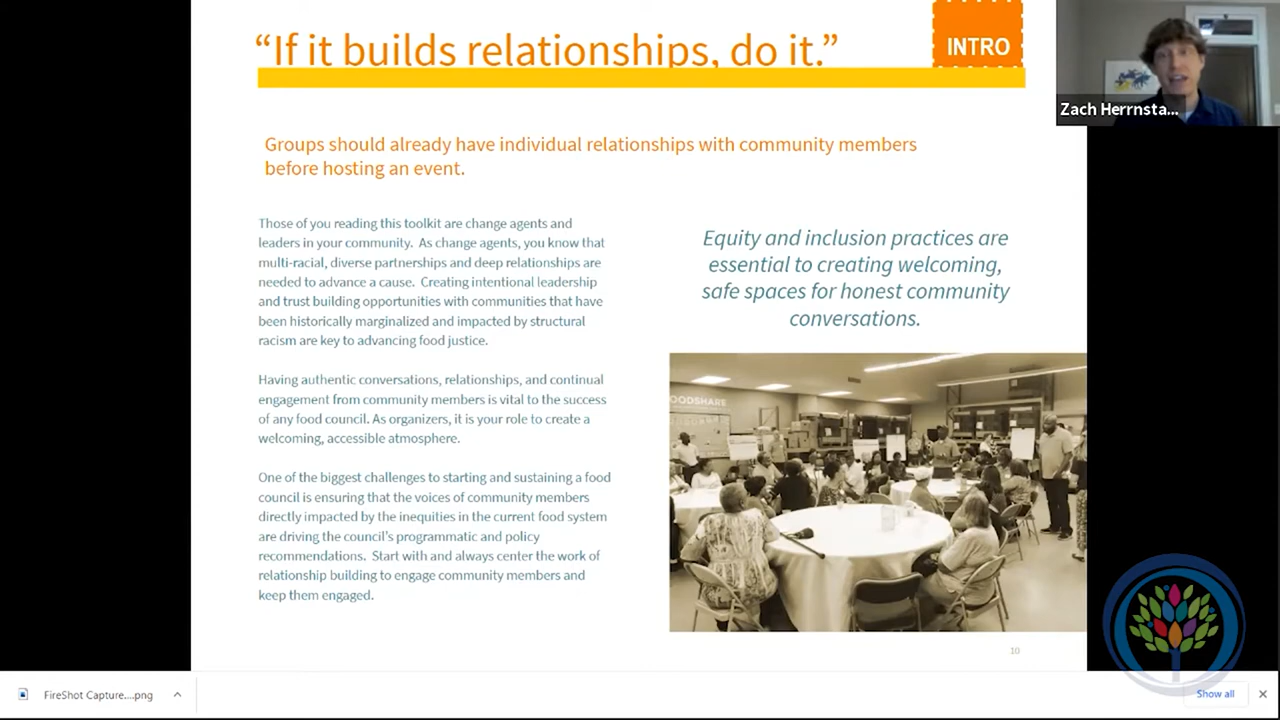 “If it builds relationships, do it.”
INTRO
Zach Herrnsta...
Groups should already have individual relationships with community members
before hosting an event.
Those of you reading this toolkit are change agents and
leaders in your community.  As change agents, you know that
multi-racial, diverse partnerships and deep relationships are
needed to advance a cause.  Creating intentional leadership
and trust building opportunities with communities that have
been historically marginalized and impacted by structural
racism are key to advancing food justice.
Having authentic conversations, relationships, and continual
engagement from community members is vital to the success
of any food council. As organizers, it is your role to create a
welcoming, accessible atmosphere.
One of the biggest challenges to starting and sustaining a food
council is ensuring that the voices of community members
directly impacted by the inequities in the current food system
are driving the council’s programmatic and policy
recommendations.  Start with and always center the work of
relationship building to engage community members and
keep them engaged.
Equity and inclusion practices are
essential to creating welcoming,
safe spaces for honest community
conversations.
OODSHARE
10
FireShot Capture....png
Show all